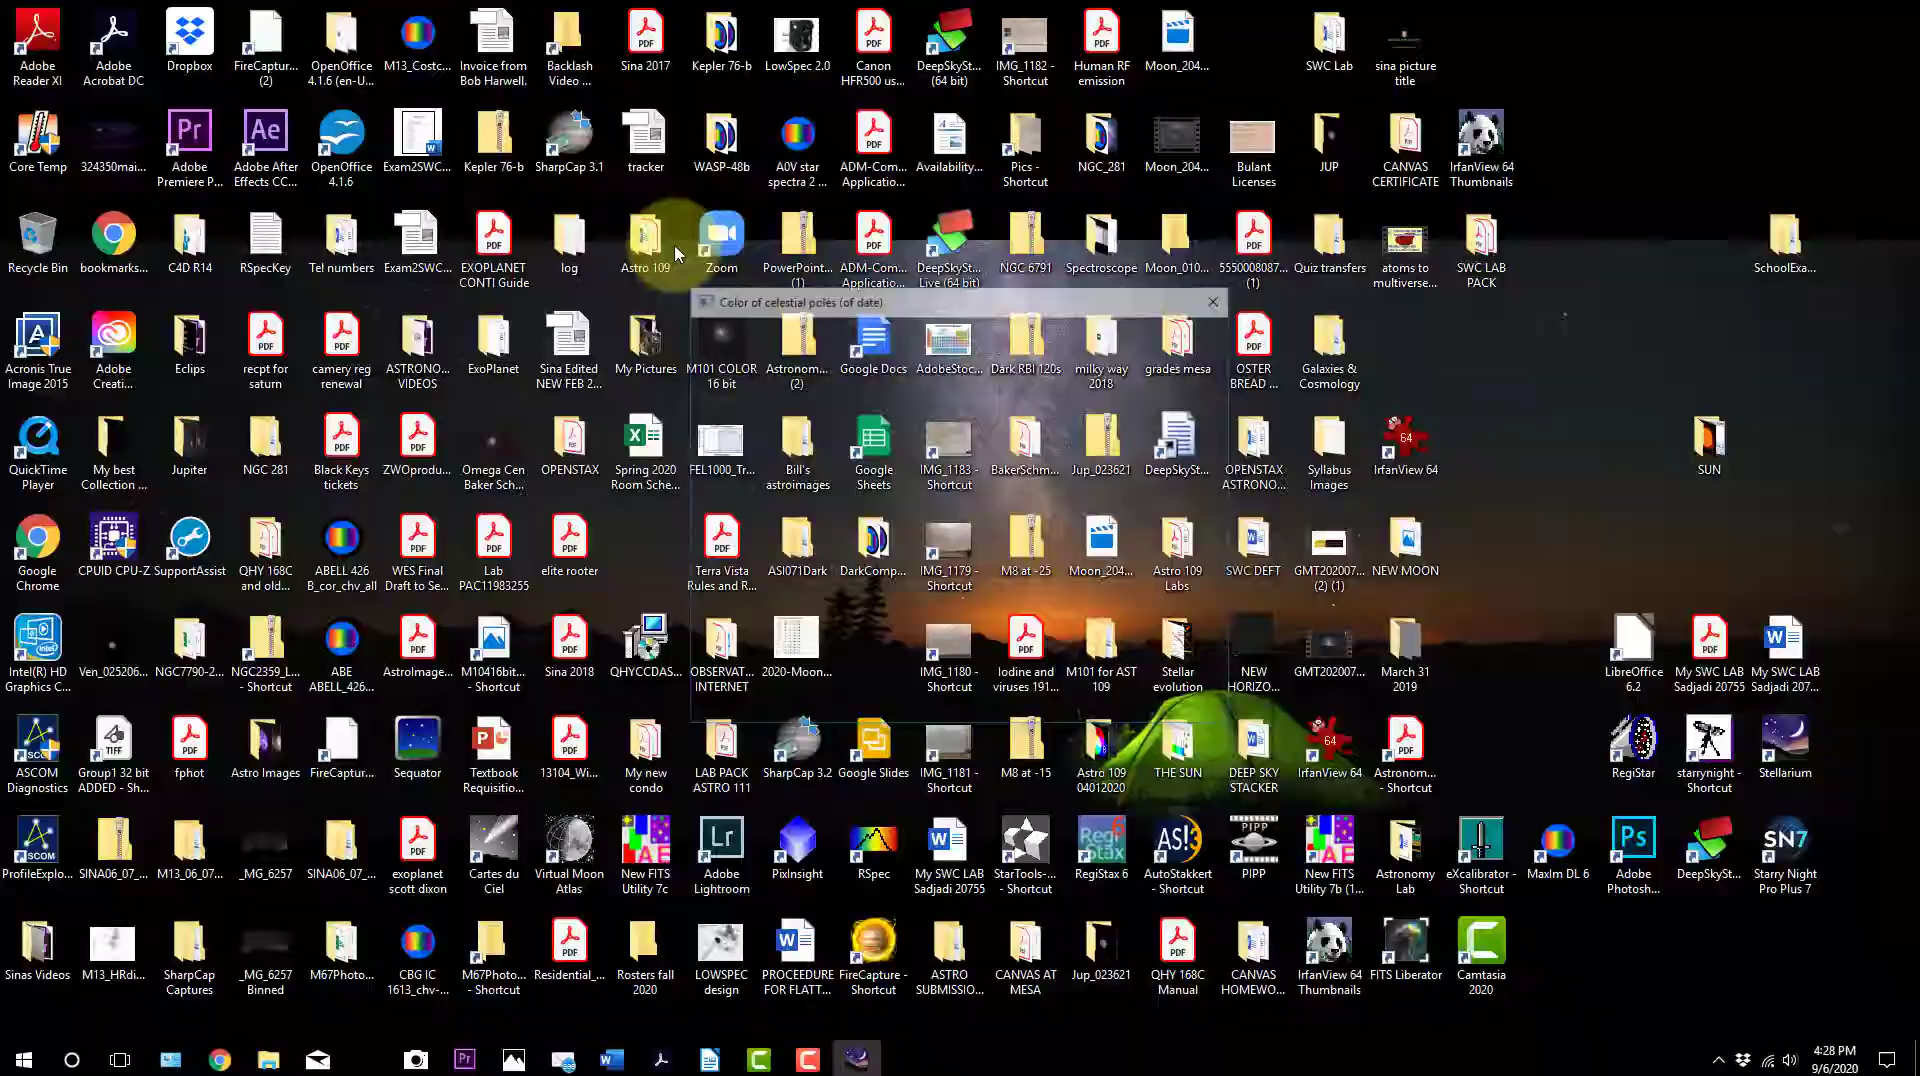 Adobe Reader XI
Adobe Acrobat DC
Dropbox
FireCaptur... (2)
OpenOffice 4.1.6 (en-U...
M13_Costc...
Invoice from Bob Harwell...
Backlash Video ...
Sina 2017
Kepler 76-b
LowSpec 2.0
Canon HFR500 us...
DeepSkySt... (64 bit)
IMG_1182 - Shortcut
Human RF emission
Moon_204...
SWC Lab
sina picture title
Core Temp
324350mai...
Adobe Premiere P...
Adobe After Effects CC...
OpenOffice 4.1.6
Exam2SWC...
Kepler 76-b
SharpCap 3.1
tracker
WASP-48b
A0V star spectra 2 ...
ADM-Com... Application...
Availability...
Pics - Shortcut
NGC_281
Moon_204...
Bulant Licenses
JUP
CANVAS CERTIFICATE
IrfanView 64 Thumbnails
Recycle Bin
bookmarks...
C4D R14
RSpecKey
Tel numbers
Exam2SWC...
EXOPLANET CONTI Guide
log
Astro 109
Zoom
PowerPoint... (1)
ADM-Com... Application...
DeepSkySt... Live (64 bit)
NGC 6791
Spectroscope
Moon_010...
5550008087... (1)
Quiz transfers
atoms to multiverse...
SWC LAB PACK
SchoolExa...
Color of celestial poles (of date)
Acronis True Image 2015
Adobe Creati...
Eclips
recpt for saturn
camery reg renewal
ASTRONO... VIDEOS
ExoPlanet
Sina Edited NEW FEB 2...
My Pictures
M101 COLOR 16 bit
Astronom... (2)
Google Docs
AdobeStoc...
Dark RBI 120s
milky way 2018
grades mesa
OSTER BREAD ...
Galaxies & Cosmology
QuickTime Player
My best Collection ...
Jupiter
NGC 281
Black Keys tickets
ZWOprodu...
Omega Cen Baker Sch...
OPENSTAX
Spring 2020 Room Sche...
FEL1000_Tr...
Bill's astroimages
Google Sheets
IMG_1183 - Shortcut
BakerSchm...
Jup_023621
DeepSkySt...
OPENSTAX ASTRONO...
Syllabus Images
64
IrfanView 64
SUN
Google Chrome
CPUID CPU-Z
SupportAssist
QHY 168C and old...
ABELL 426 B_cor_chv_all
WES Final Draft to Se...
Lab PAC11983255
elite rooter
Terra Vista Rules and R...
ASI071Dark
DarkComp...
IMG_1179 - Shortcut
M8 at -25
Moon_204...
Astro 109 Labs
SWC DEFT
GMT202007... (2) (1)
NEW MOON
Intel(R) HD Graphics C...
Ven_025206...
NGC7790-2...
NGC2359_L... - Shortcut
ABE ABELL_426...
AstroImage...
M10416bit... - Shortcut
Sina 2018
QHYCCDAS...
OBSERVAT... INTERNET
2020-Moon...
IMG_1180 - Shortcut
Iodine and viruses 191...
M101 for AST 109
Stellar evolution
NEW HORIZO...
GMT202007...
March 31 2019
LibreOffice 6.2
My SWC LAB Sadjadi 20755
My SWC LAB Sadjadi 207...
ASCOM Diagnostics
Group1 32 bit ADDED - Sh...
fphot
Astro Images
FireCaptur...
Sequator
Textbook Requisitio...
13104_Wi...
My new condo
LAB PACK ASTRO 111
SharpCap 3.2
Google Slides
IMG_1181 - Shortcut
M8 at -15
Astro 109 04012020
THE SUN
DEEP SKY STACKER
64
IrfanView 64
Astronom... - Shortcut
RegiStar
starrynight - Shortcut
Stellarium
ProfileExplo...
SINA06_07_...
M13_06_07...
_MG_6257
SINA06_07_...
exoplanet scott dixon
Cartes du Ciel
Virtual Moon Atlas
New FITS Utility 7c
Adobe Lightroom
PixInsight
RSpec
My SWC LAB Sadjadi 20755
StarTools-... - Shortcut
RegiStax 6
AutoStakkert - Shortcut
PIPP
New FITS Utility 7b (1...
Astronomy Lab
eXcalibrator - Shortcut
MaxIm DL 6
Adobe Photosh...
DeepSkySt...
Starry Night Pro Plus 7
Sinas Videos
M13_HRdi...
SharpCap Captures
_MG_6257 Binned
M67Photo...
CBG IC 1613_chv-...
M67Photo... - Shortcut
Residential_...
Rosters fall 2020
LOWSPEC design
PROCEEDURE FOR FLATT...
FireCapture - Shortcut
ASTRO SUBMISSIO...
CANVAS AT MESA
Jup_023621
QHY 168C Manual
CANVAS HOMEWO...
IrfanView 64 Thumbnails
FITS Liberator
Camtasia 2020
4:28 PM
9/6/2020